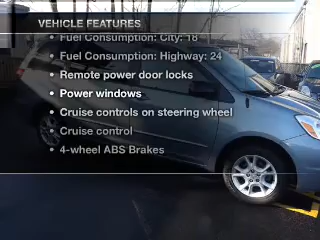 VEHICLE FEATURES
• Fuel Consumption: City: 18
• Fuel Consumption: Highway: 24
• Remote power door locks
• Power windows
• Cruise controls on steering wheel
• Cruise control
• 4-wheel ABS Brakes